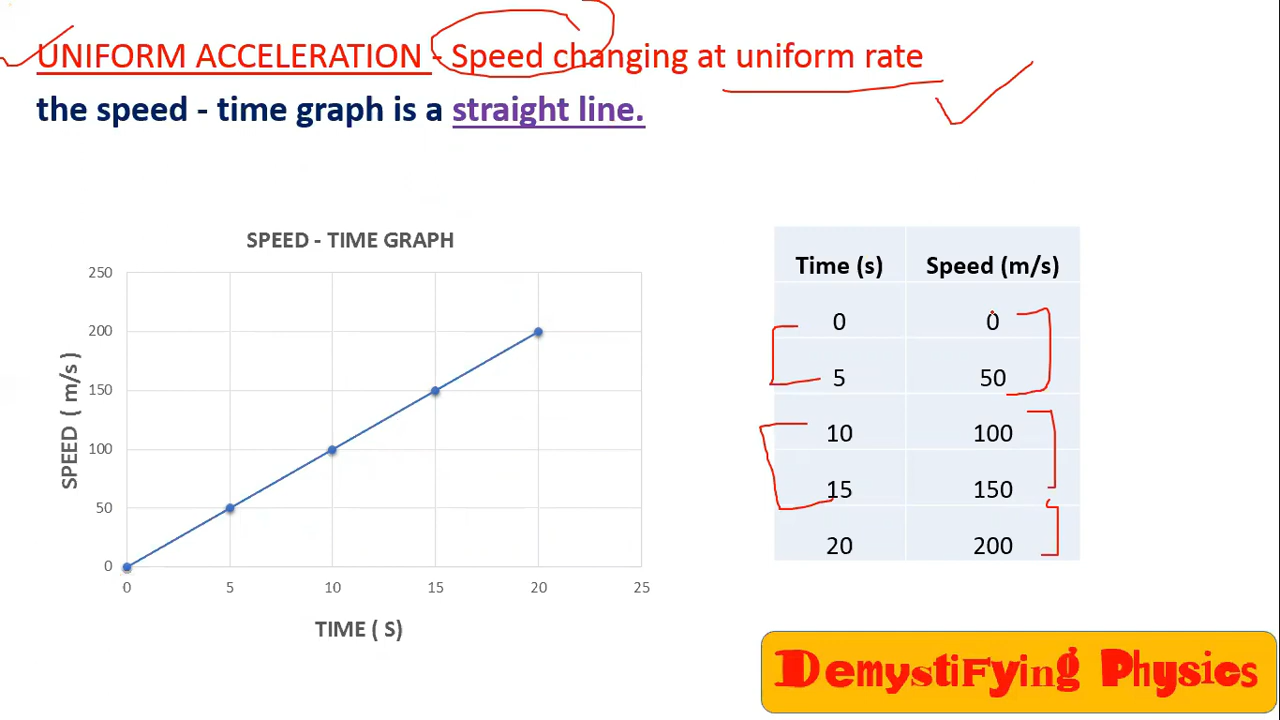 UNIFORM ACCELERATION - Speed changing at uniform rate
the speed - time graph is a straight line.
SPEED - TIME GRAPH
250
200
150
100
50
0
SPEED ( m/s )
0 5 10 15 20 25
TIME ( S)
Time (s) Speed (m/s)
0 0
5 50
10 100
15 150
20 200
Demystifying Physics